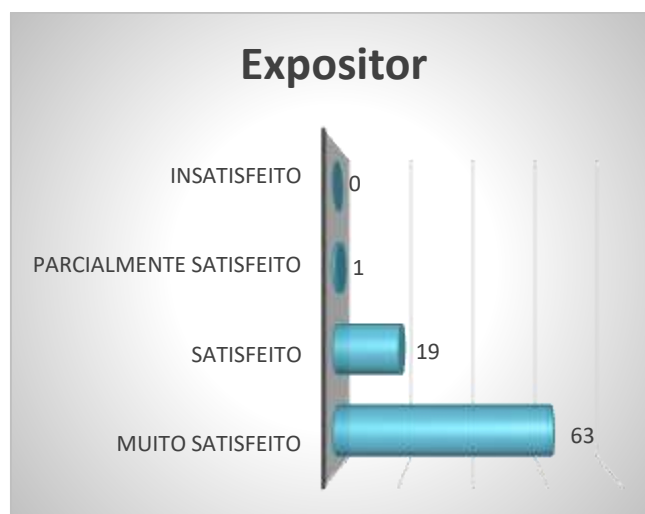 Expositor
INSATISFEITO 0
PARCIALMENTE SATISFEITO 1
SATISFEITO 19
MUITO SATISFEITO 63